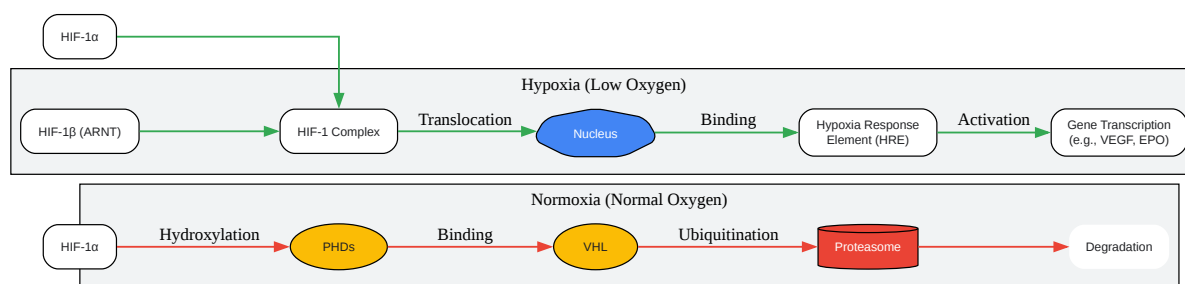 HIF-1α
Hypoxia (Low Oxygen)
HIF-1β (ARNT)
HIF-1 Complex
Translocation
Nucleus
Binding
Hypoxia Response
Element (HRE)
Activation
Gene Transcription
(e.g., VEGF, EPO)
Normoxia (Normal Oxygen)
HIF-1α
Hydroxylation
PHDs
Binding
VHL
Ubiquitination
Proteasome
Degradation